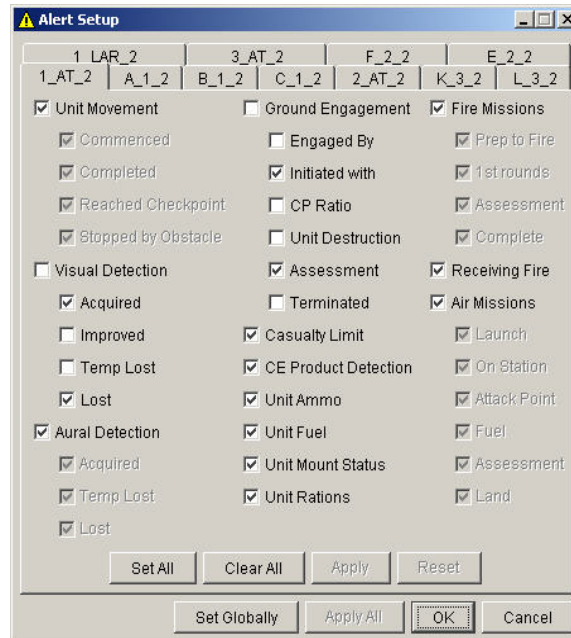 Alert Setup
1_LAR_2 3_AT_2 F_2_2 E_2_2
1_AT_2 A_1_2 B_1_2 C_1_2 2_AT_2 K_3_2 L_3_2
Unit Movement
Commenced
Completed
Reached Checkpoint
Stopped by Obstacle
Visual Detection
Acquired
Improved
Temp Lost
Lost
Aural Detection
Acquired
Temp Lost
Lost
Ground Engagement
Engaged By
Initiated with
CP Ratio
Unit Destruction
Assessment
Terminated
Casualty Limit
CE Product Detection
Unit Ammo
Unit Fuel
Unit Mount Status
Unit Rations
Fire Missions
Prep to Fire
1st rounds
Assessment
Complete
Receiving Fire
Air Missions
Launch
On Station
Attack Point
Fuel
Assessment
Land
Set All Clear All Apply Reset
Set Globally Apply All OK Cancel